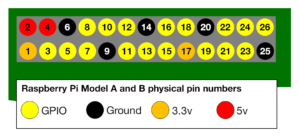 2 4 6 8 10 12 14 16 18 20 22 24 26
1 3 5 7 9 11 13 15 17 19 21 23 25
Raspberry Pi Model A and B physical pin numbers
GPIO Ground 3.3v 5v